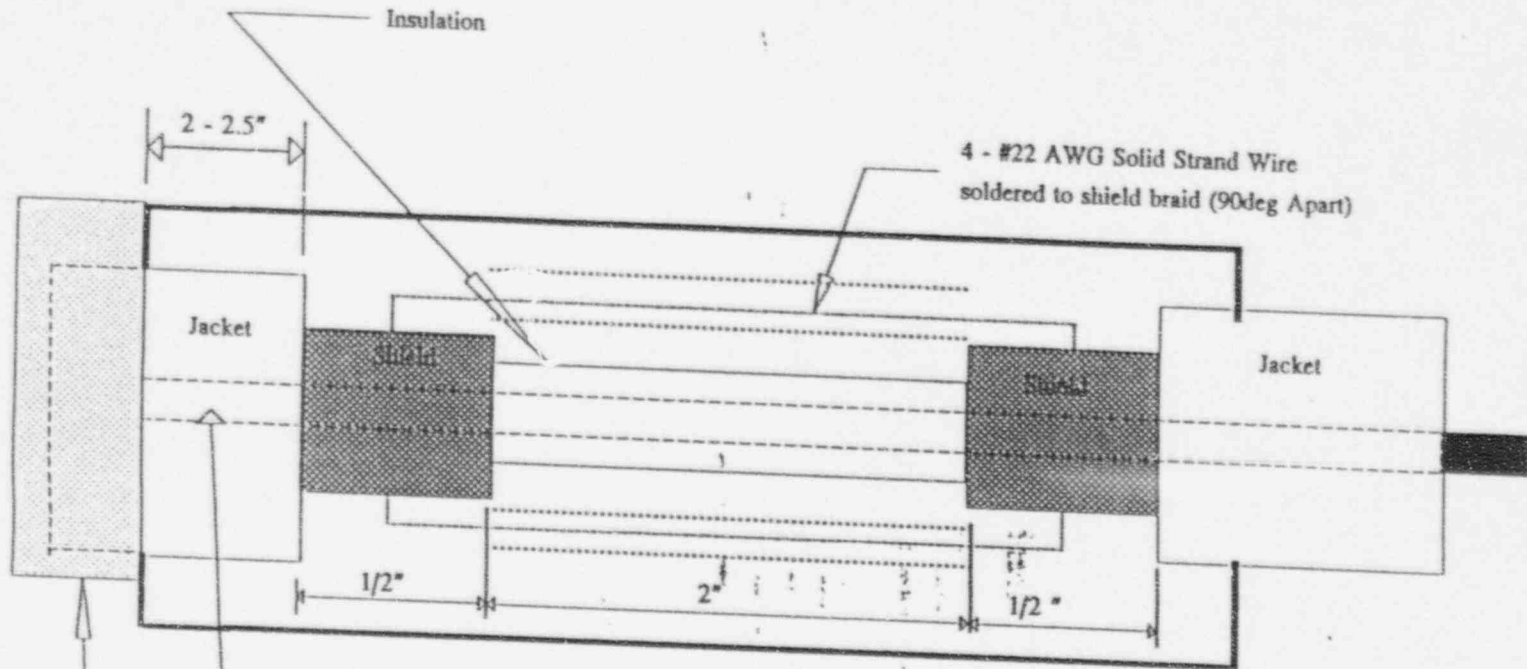 Insulation
2 - 2.5"
4 - #22 AWG Solid Strand Wire
soldered to shield braid (90deg Apart)
Jacket
Shield
Shield
Jacket
1/2"
2"
1/2 "